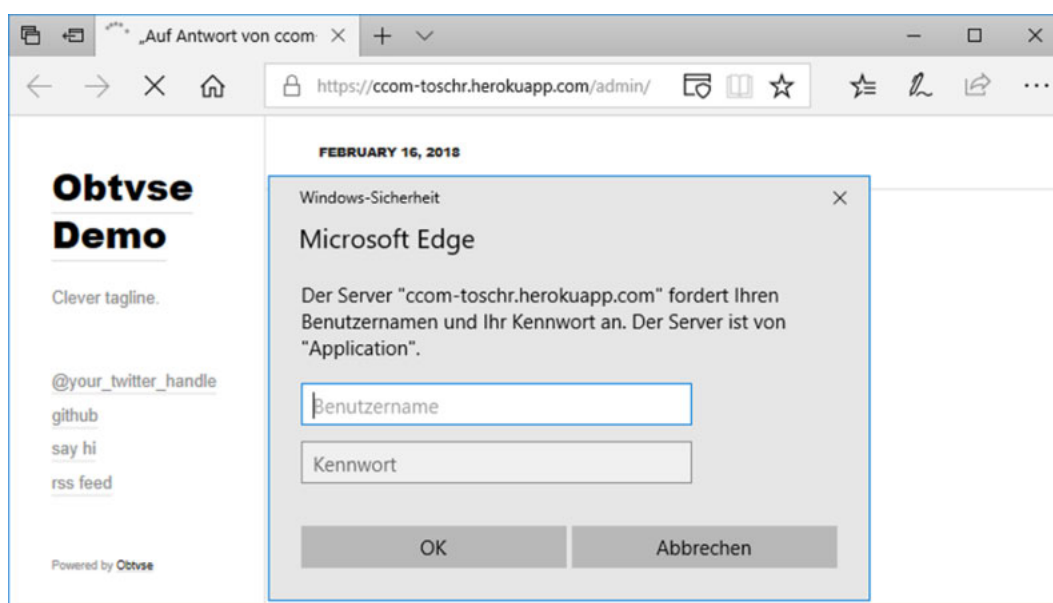 „Auf Antwort von ccom
https://ccom-toschr.herokuapp.com/admin/
FEBRUARY 16, 2018
Obtvse
Demo
Clever tagline.
@your_twitter_handle
github
say hi
rss feed
Powered by Obtvse
Windows-Sicherheit
Microsoft Edge
Der Server "ccom-toschr.herokuapp.com" fordert Ihren
Benutzernamen und Ihr Kennwort an. Der Server ist von
"Application".
Benutzername
Kennwort
OK Abbrechen